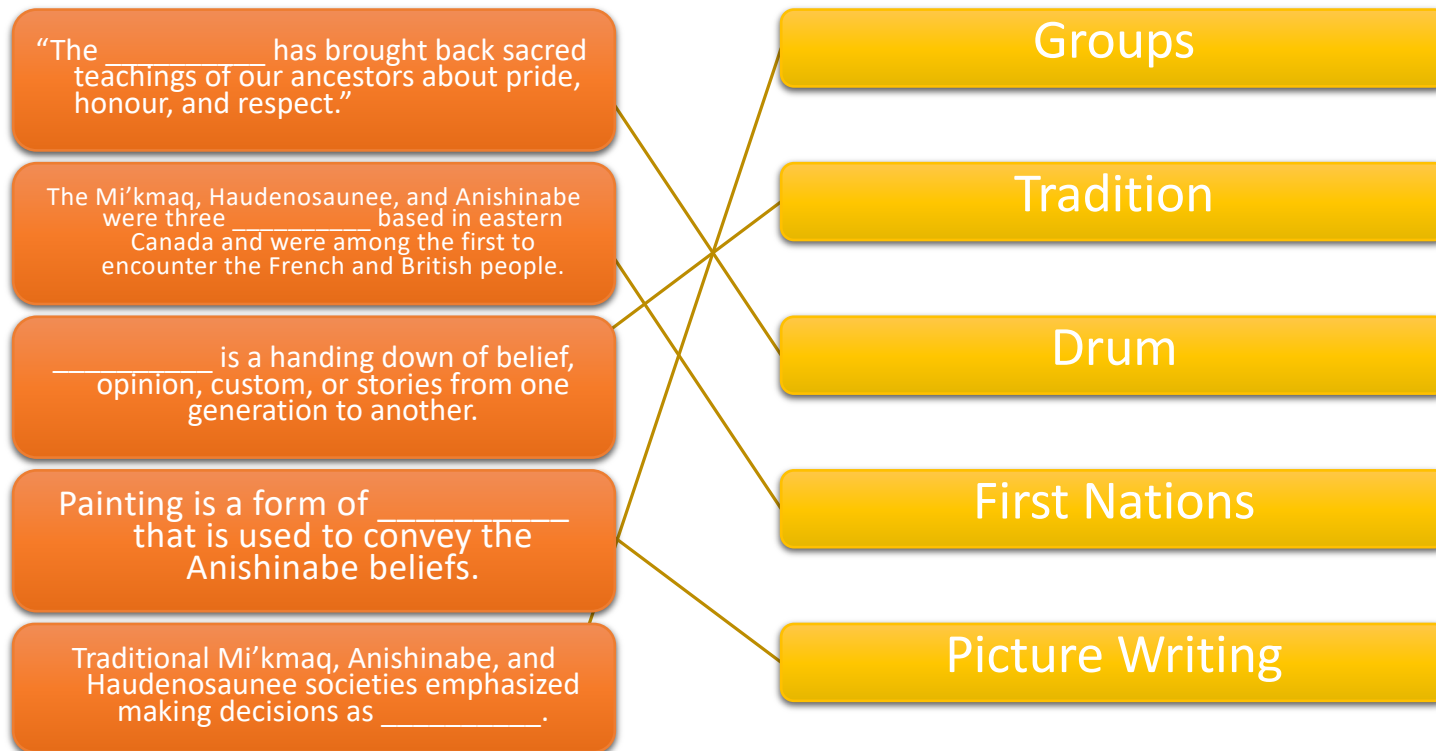 “The __________ has brought back sacred
teachings of our ancestors about pride,
honour, and respect.”
The Mi’kmaq, Haudenosaunee, and Anishinabe
were three __________ based in eastern
Canada and were among the first to
encounter the French and British people.
__________ is a handing down of belief,
opinion, custom, or stories from one
generation to another.
Painting is a form of __________
that is used to convey the
Anishinabe beliefs.
Traditional Mi’kmaq, Anishinabe, and
Haudenosaunee societies emphasized
making decisions as __________.
Groups
Tradition
Drum
First Nations
Picture Writing